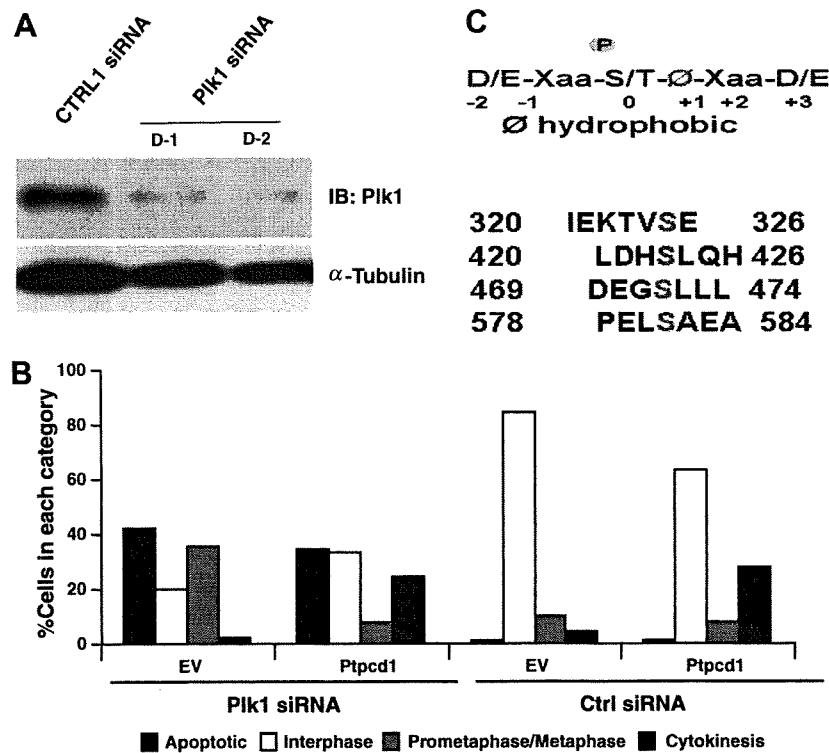 A
CTRL1 siRNA
Plk1 siRNA
D-1 D-2
IB: Plk1
α-Tubulin
C
P
D/E-Xaa-S/T-Ø-Xaa-D/E
-2 -1 0 +1 +2 +3
Ø hydrophobic
320 IEKTVSE 326
420 LDHSLQH 426
469 DEGSLLL 474
578 PELSAEA 584
B
%Cells in each category
100
80
60
40
20
0
EV Ptpcd1 EV Ptpcd1
Plk1 siRNA Ctrl siRNA
Apoptotic Interphase Prometaphase/Metaphase Cytokinesis